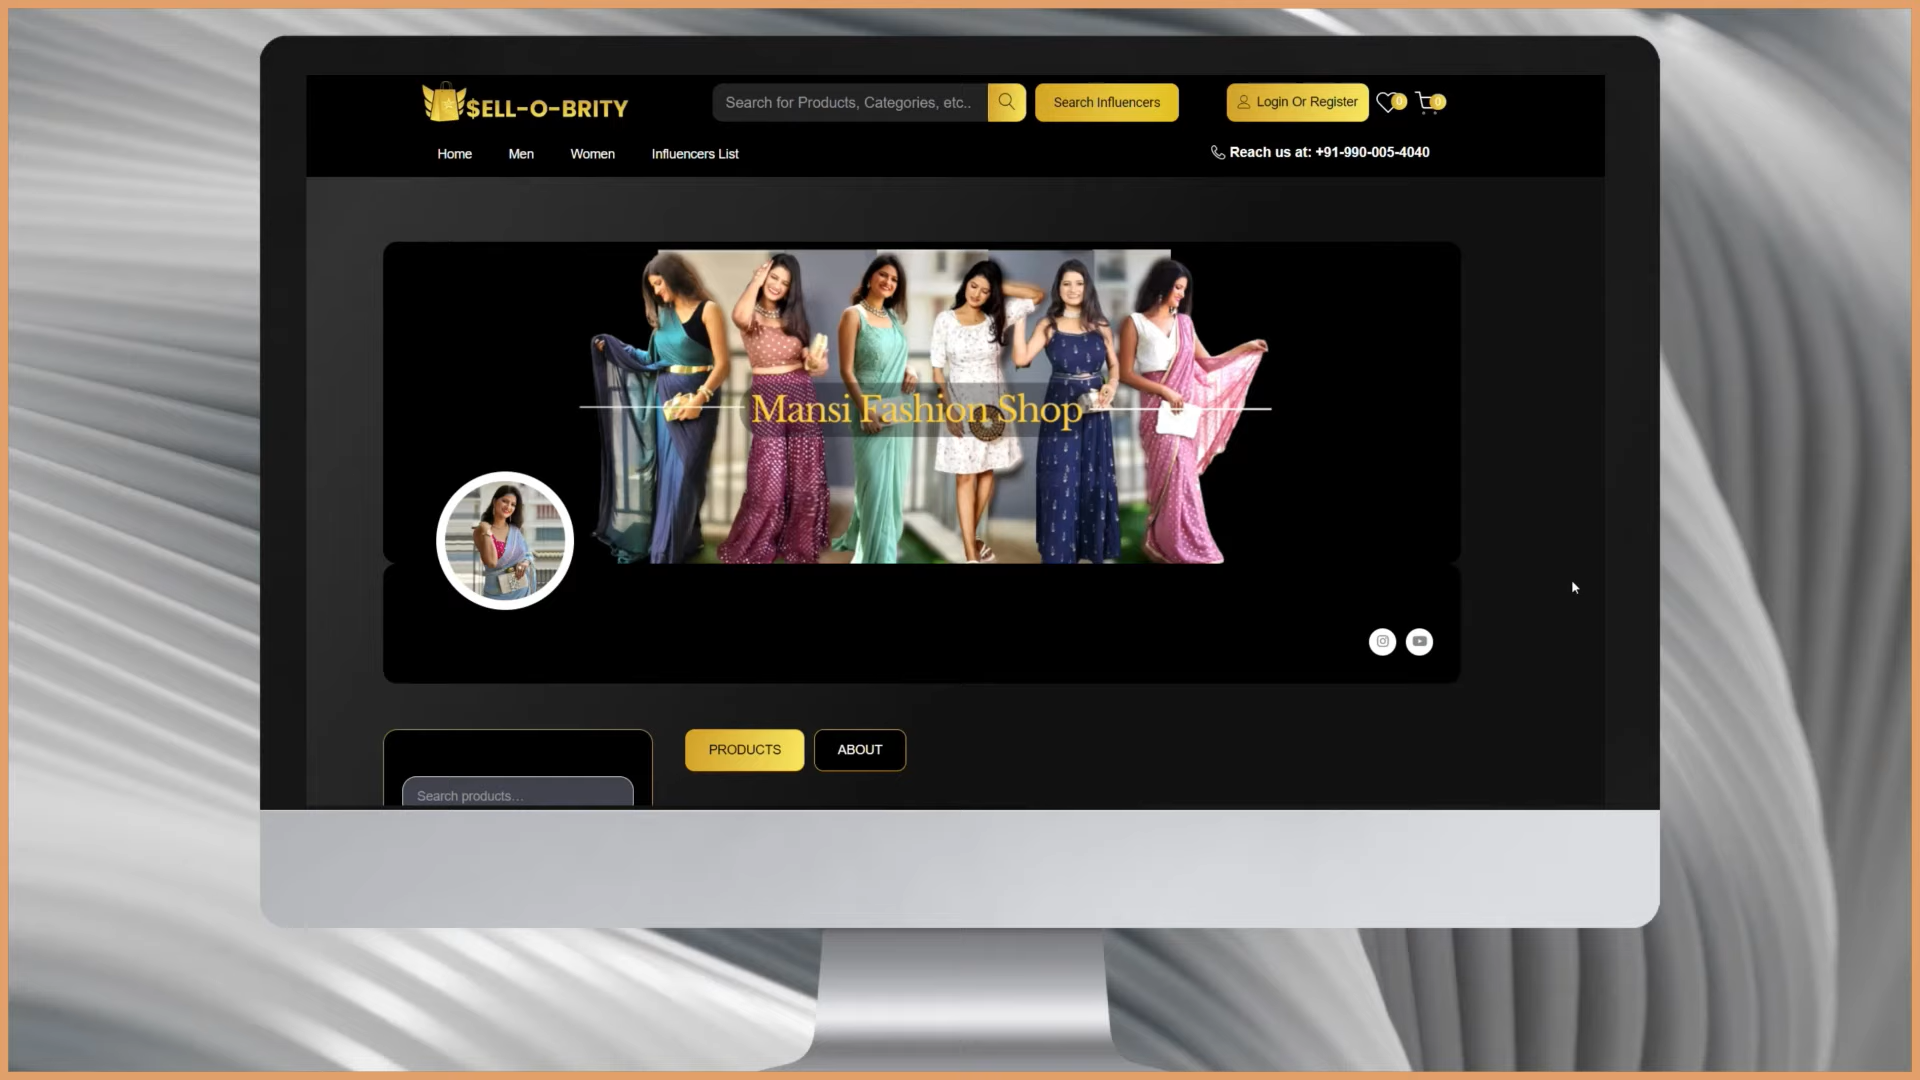 $ELL-O-BRITY
Search for Products, Categories, etc..
Search Influencers
Login Or Register
0
0
Home
Men
Women
Influencers List
Reach us at: +91-990-005-4040
Mansi Fashion Shop
PRODUCTS
ABOUT
Search products...